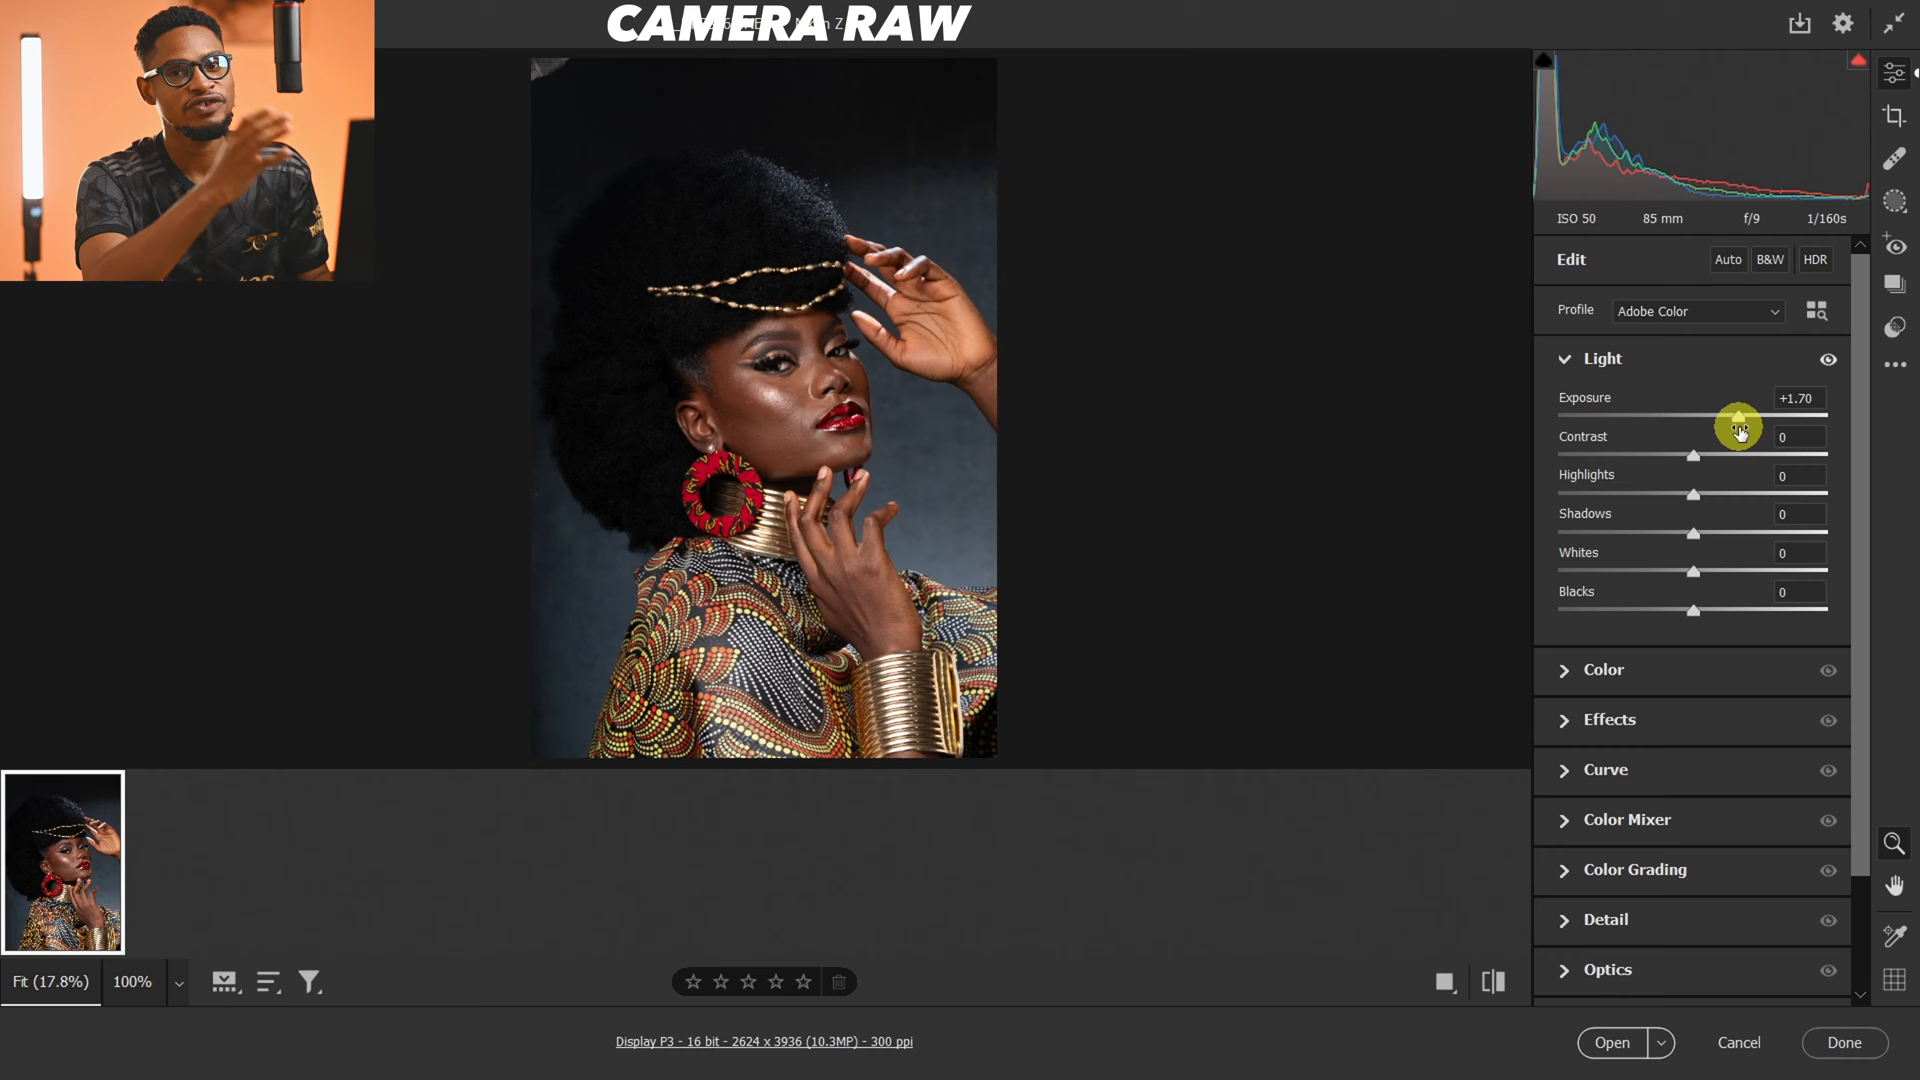 CAMERA RAW
ISO 50 85 mm f/9 1/160s
Edit Auto B&W HDR
Profile Adobe Color
Light
Exposure +1.70
Contrast 0
Highlights 0
Shadows 0
Whites 0
Blacks 0
Color
Effects
Curve
Color Mixer
Color Grading
Detail
Optics
Fit (17.8%) 100%
Display P3 - 16 bit - 2624 x 3936 (10.3MP) - 300 ppi
Open Cancel Done